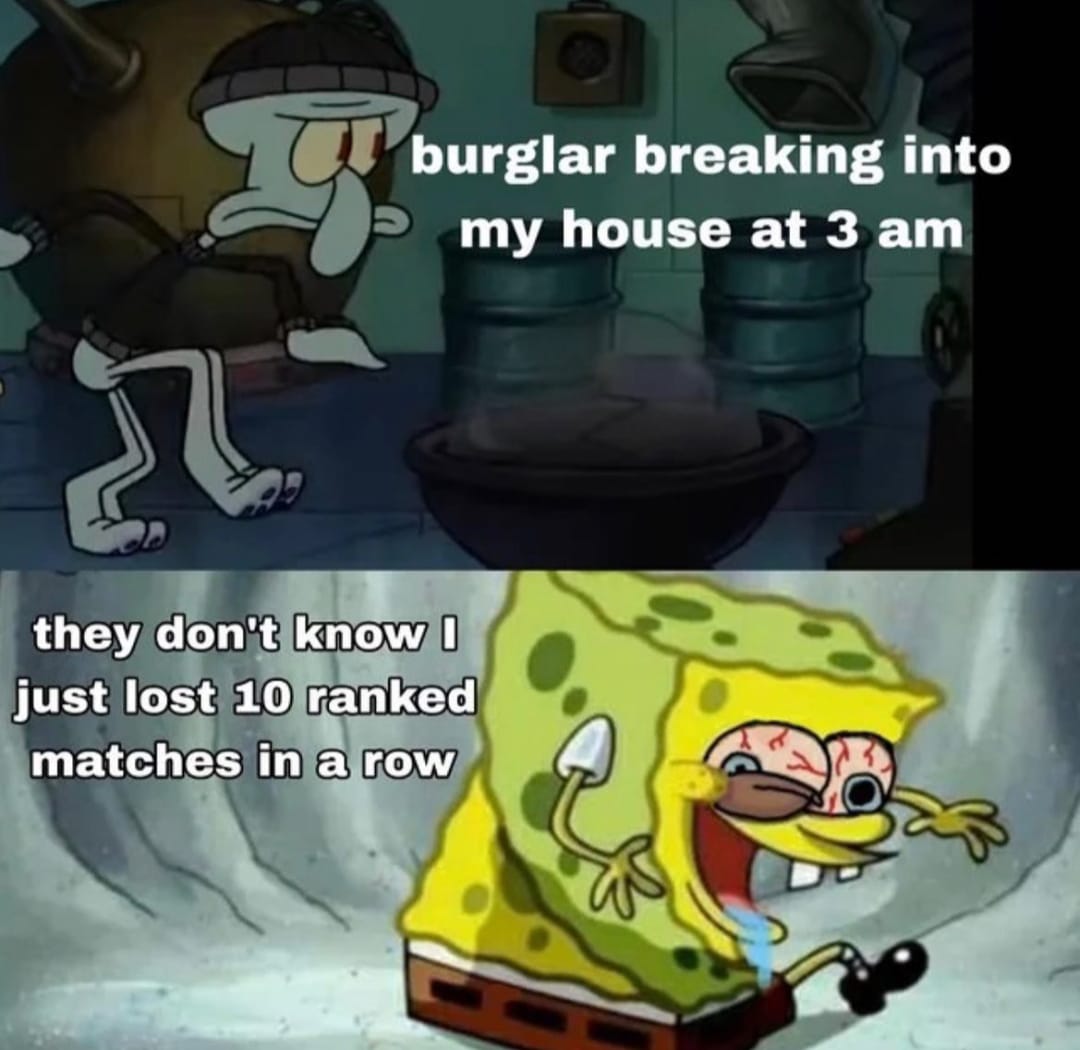 burglar breaking into
my house at 3 am
they don't know I
just lost 10 ranked
matches in a row